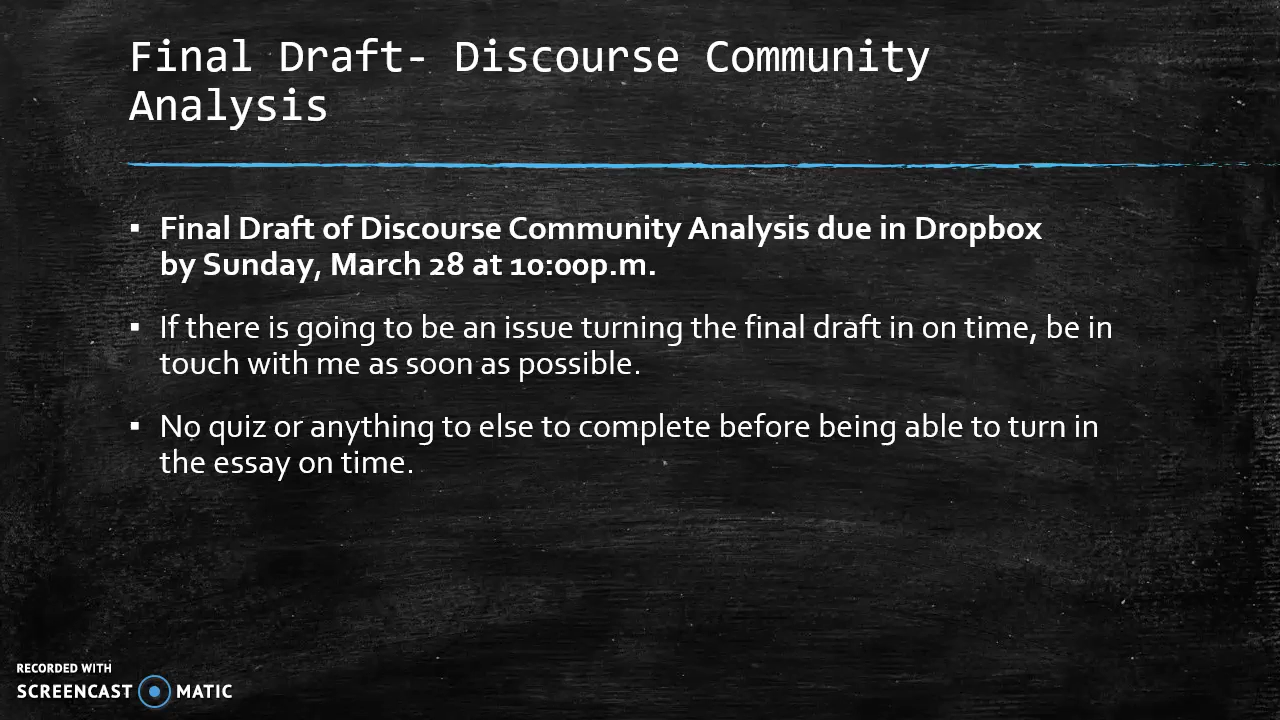 Final Draft- Discourse Community
Analysis
▪ Final Draft of Discourse Community Analysis due in Dropbox
by Sunday, March 28 at 10:00p.m.
▪ If there is going to be an issue turning the final draft in on time, be in
touch with me as soon as possible.
▪ No quiz or anything to else to complete before being able to turn in
the essay on time.
RECORDED WITH
SCREENCAST MATIC